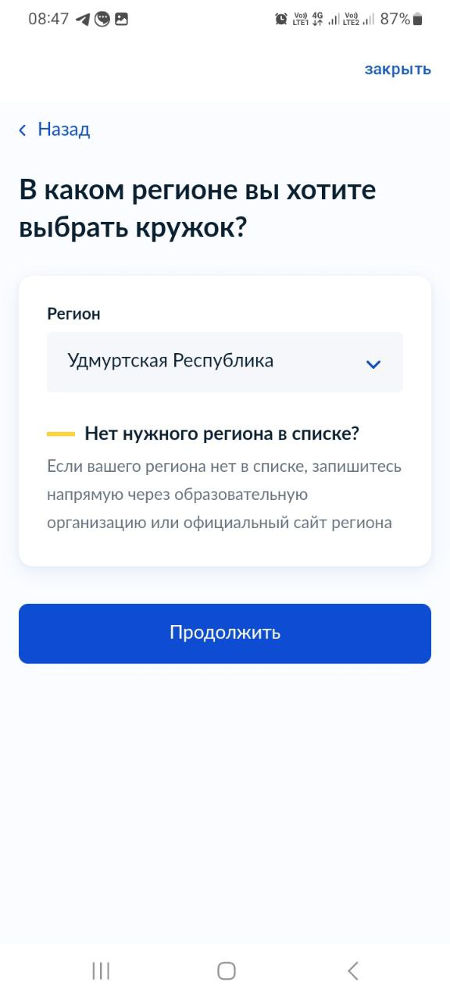 08:47 Vo) LTE1 4G Vo) LTE2 87%
закрыть
Назад
В каком регионе вы хотите
выбрать кружок?
Регион
Удмуртская Республика
Нет нужного региона в списке?
Если вашего региона нет в списке, запишитесь
напрямую через образовательную
организацию или официальный сайт региона
Продолжить